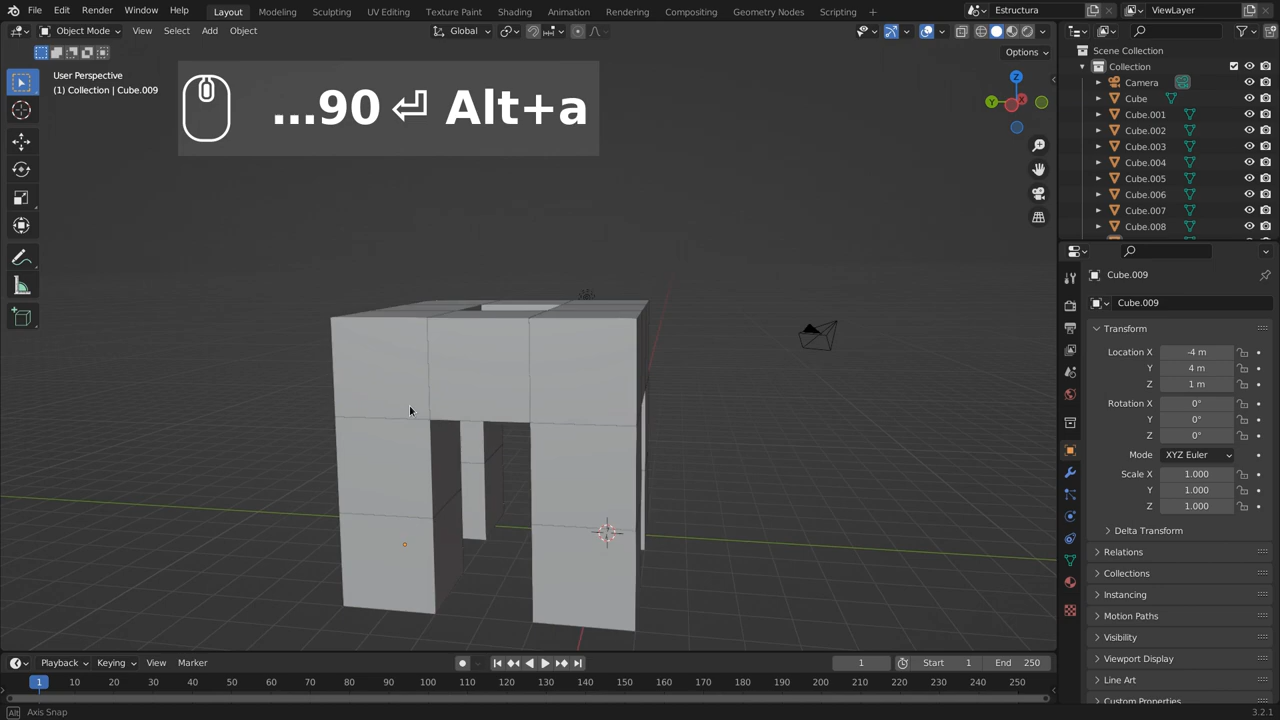 File Edit Render Window Help Layout Modeling Sculpting UV Editing Texture Paint Shading Animation Rendering Compositing Geometry Nodes Scripting Estructura ViewLayer
Object Mode View Select Add Object Global
Options
User Perspective
(1) Collection | Cube.009
...90 ⏎ Alt+a
Z
Y
X
Scene Collection
Collection
Camera
Cube
Cube.001
Cube.002
Cube.003
Cube.004
Cube.005
Cube.006
Cube.007
Cube.008
Cube.009
Cube.009
Transform
Location X -4 m
Y 4 m
Z 1 m
Rotation X 0°
Y 0°
Z 0°
Mode XYZ Euler
Scale X 1.000
Y 1.000
Z 1.000
Delta Transform
Relations
Collections
Instancing
Motion Paths
Visibility
Viewport Display
Line Art
Custom Properties
Playback Keying View Marker 1 Start 1 End 250
1 10 20 30 40 50 60 70 80 90 100 110 120 130 140 150 160 170 180 190 200 210 220 230 240 250
Alt Axis Snap 3.2.1